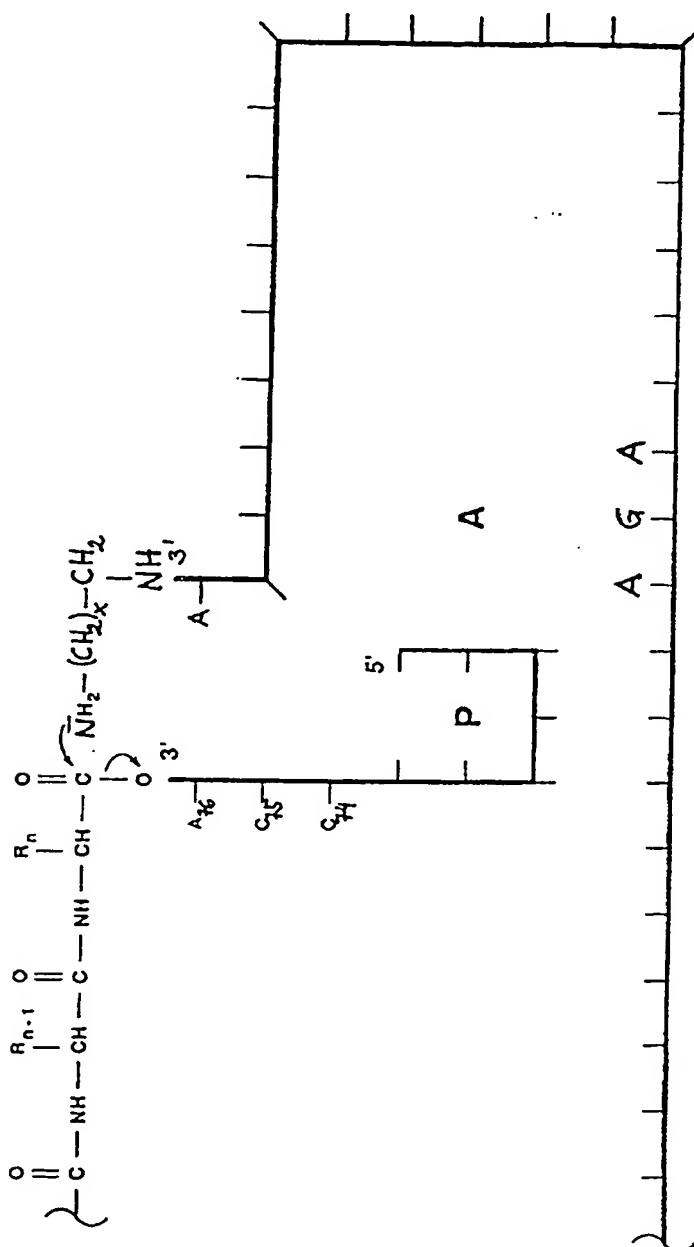 O R n-1 O R n O
C — NH — CH — C — NH — CH — C NH2 — (CH2)x — CH2
O NH
3' 3'
A76 A
C75
C74
5'
P A
A G A